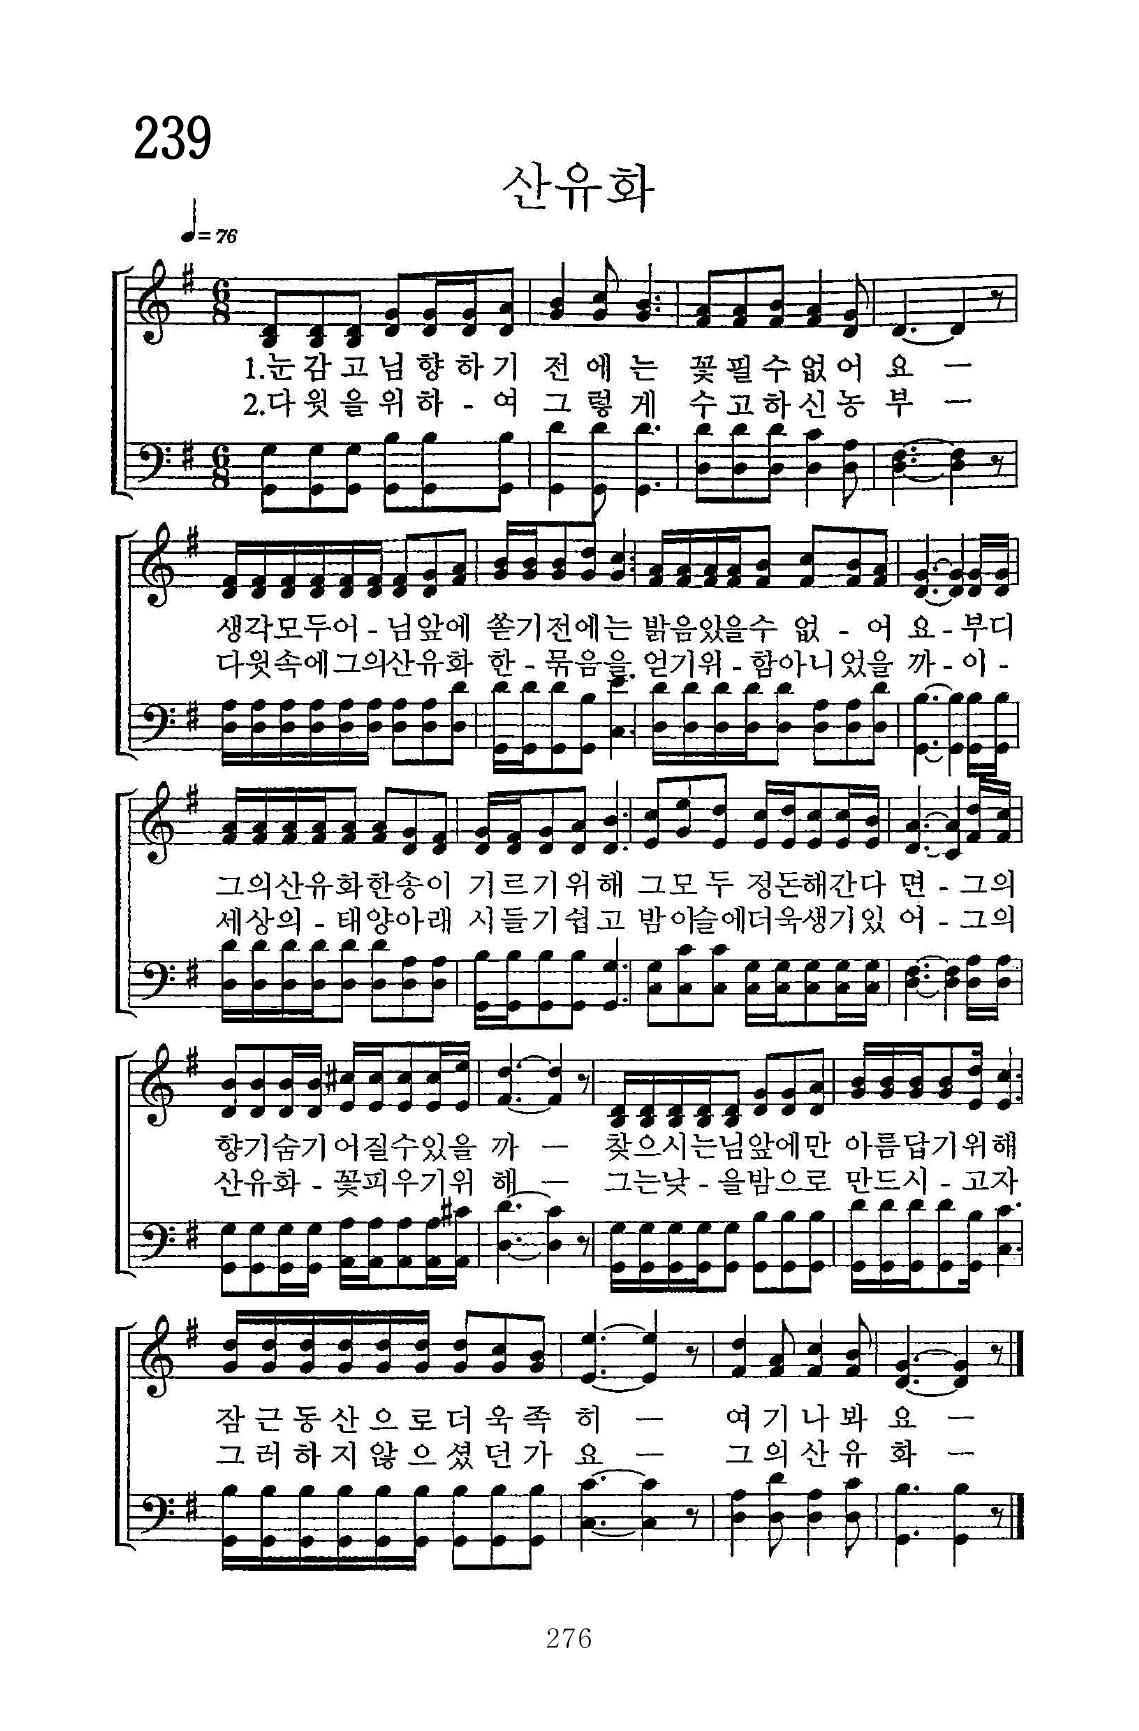 239
산유화
♩= 76
1.눈감고님향하기 전에는 꽃필수없어 요 ―
2.다윗을위하 - 여 그렇게 수고하신농 부 ―
생각모두어 - 님앞에 쏟기전에는 밝음있을수 없 - 어 요 - 부디
다윗속에그의산유화 한 - 묶음을 얻기위 - 함아니었을 까 - 이 -
그의산유화한송이 기르기위해 그모두 정돈해간다 면 - 그의
세상의 - 태양아래 시들기쉽고 밤이슬에더욱생기있 어 - 그의
향기숨기어질수있을 까 ― 찾으시는님앞에만 아름답기위해
산유화 - 꽃피우기위 해 ― 그는낮 - 을밤으로 만드시 - 고자
잠근동산으로더욱족 히 ― 여기나봐 요 ―
그러하지않으셨던가 요 ― 그의산유 화 ―
276